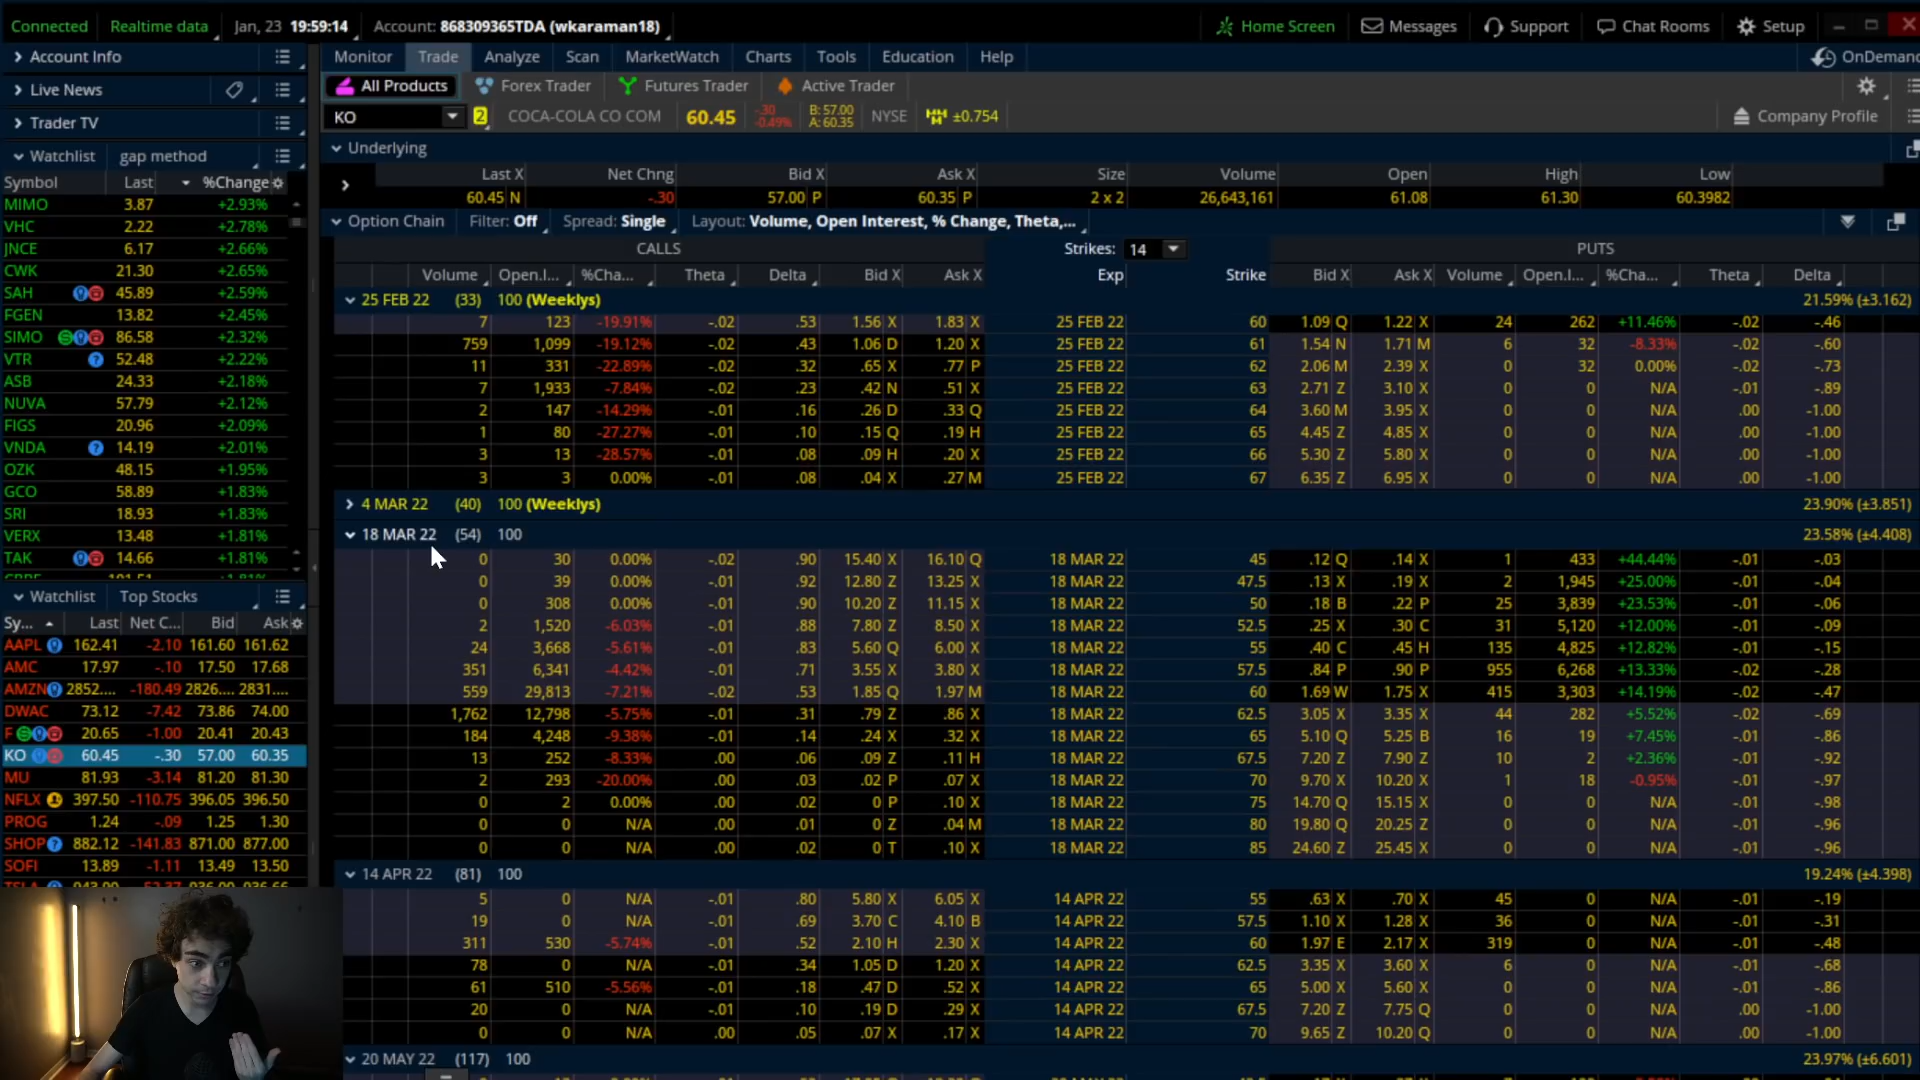 Connected Realtime data Jan, 23 19:59:14 Account: 868309365TDA (wkaraman18) Home Screen Messages Support Chat Rooms Setup
Account Info
Live News
Trader TV
Watchlist gap method
Symbol Last %Change
MIMO 3.87 +2.93%
VHC 2.22 +2.78%
JNCE 6.17 +2.66%
CWK 21.30 +2.65%
SAH 45.89 +2.59%
FGEN 13.82 +2.45%
SIMO 86.58 +2.32%
VTR 52.48 +2.22%
ASB 24.33 +2.18%
NUVA 57.79 +2.12%
FIGS 20.96 +2.09%
VNDA 14.19 +2.01%
OZK 48.15 +1.95%
GCO 58.89 +1.83%
SRI 18.93 +1.83%
VERX 13.48 +1.81%
TAK 14.66 +1.81%
Watchlist Top Stocks
Sy... Last Net C... Bid Ask
AAPL 162.41 -2.10 161.60 161.62
AMC 17.97 -.10 17.50 17.68
AMZN 2852.... -180.49 2826.... 2831....
DWAC 73.12 -7.42 73.86 74.00
F 20.65 -1.00 20.41 20.43
KO 60.45 -.30 57.00 60.35
MU 81.93 -3.14 81.20 81.30
NFLX 397.50 -110.75 396.05 396.50
PROG 1.24 -.09 1.25 1.30
SHOP 882.12 -141.83 871.00 877.00
SOFI 13.89 -1.11 13.49 13.50
Monitor Trade Analyze Scan MarketWatch Charts Tools Education Help OnDemand
All Products Forex Trader Futures Trader Active Trader
KO 2 COCA-COLA CO COM 60.45 -.30 -0.49% B: 57.00 A: 60.35 NYSE ±0.754 Company Profile
Underlying
Last X Net Chng Bid X Ask X Size Volume Open High Low
60.45 N -.30 57.00 P 60.35 P 2 x 2 26,643,161 61.08 61.30 60.3982
Option Chain Filter: Off Spread: Single Layout: Volume, Open Interest, % Change, Theta,...
CALLS Strikes: 14 PUTS
Volume Open.I... %Cha... Theta Delta Bid X Ask X Exp Strike Bid X Ask X Volume Open.I... %Cha... Theta Delta
25 FEB 22 (33) 100 (Weeklys) 21.59% (±3.162)
7 123 -19.91% -.02 .53 1.56 X 1.83 X 25 FEB 22 60 1.09 Q 1.22 X 24 262 +11.46% -.02 -.46
759 1,099 -19.12% -.02 .43 1.06 D 1.20 X 25 FEB 22 61 1.54 N 1.71 M 6 32 -8.33% -.02 -.60
11 331 -22.89% -.02 .32 .65 X .77 P 25 FEB 22 62 2.06 M 2.39 X 0 32 0.00% -.02 -.73
7 1,933 -7.84% -.02 .23 .42 N .51 X 25 FEB 22 63 2.71 Z 3.10 X 0 0 N/A -.01 -.89
2 147 -14.29% -.01 .16 .26 D .33 Q 25 FEB 22 64 3.60 M 3.95 X 0 0 N/A .00 -1.00
1 80 -27.27% -.01 .10 .15 Q .19 H 25 FEB 22 65 4.45 Z 4.85 X 0 0 N/A .00 -1.00
3 13 -28.57% -.01 .08 .09 H .20 X 25 FEB 22 66 5.30 Z 5.80 X 0 0 N/A .00 -1.00
3 3 0.00% -.01 .08 .04 X .27 M 25 FEB 22 67 6.35 Z 6.95 X 0 0 N/A .00 -1.00
4 MAR 22 (40) 100 (Weeklys) 23.90% (±3.851)
18 MAR 22 (54) 100 23.58% (±4.408)
0 30 0.00% -.02 .90 15.40 X 16.10 Q 18 MAR 22 45 .12 Q .14 X 1 433 +44.44% -.01 -.03
0 39 0.00% -.01 .92 12.80 Z 13.25 X 18 MAR 22 47.5 .13 X .19 X 2 1,945 +25.00% -.01 -.04
0 308 0.00% -.01 .90 10.20 Z 11.15 X 18 MAR 22 50 .18 B .22 P 25 3,839 +23.53% -.01 -.06
2 1,520 -6.03% -.01 .88 7.80 Z 8.50 X 18 MAR 22 52.5 .25 X .30 C 31 5,120 +12.00% -.01 -.09
24 3,668 -5.61% -.01 .83 5.60 Q 6.00 X 18 MAR 22 55 .40 C .45 H 135 4,825 +12.82% -.01 -.15
351 6,341 -4.42% -.01 .71 3.55 X 3.80 X 18 MAR 22 57.5 .84 P .90 P 955 6,268 +13.33% -.02 -.28
559 29,813 -7.21% -.02 .53 1.85 Q 1.97 M 18 MAR 22 60 1.69 W 1.75 X 415 3,303 +14.19% -.02 -.47
1,762 12,798 -5.75% -.01 .31 .79 Z .86 X 18 MAR 22 62.5 3.05 X 3.35 X 44 282 +5.52% -.02 -.69
184 4,248 -9.38% -.01 .14 .24 X .32 X 18 MAR 22 65 5.10 Q 5.25 B 16 19 +7.45% -.01 -.86
13 252 -8.33% .00 .06 .09 Z .11 H 18 MAR 22 67.5 7.20 Z 7.90 Z 10 2 +2.36% -.01 -.92
2 293 -20.00% .00 .03 .02 P .07 X 18 MAR 22 70 9.70 X 10.20 X 1 18 -0.95% -.01 -.97
0 2 0.00% .00 .02 0 P .10 X 18 MAR 22 75 14.70 Q 15.15 X 0 0 N/A -.01 -.98
0 0 N/A .00 .01 0 Z .04 M 18 MAR 22 80 19.80 Q 20.25 Z 0 0 N/A -.01 -.96
0 0 N/A .00 .02 0 T .10 X 18 MAR 22 85 24.60 Z 25.45 X 0 0 N/A -.01 -.96
14 APR 22 (81) 100 19.24% (±4.398)
5 0 N/A -.01 .80 5.80 X 6.05 X 14 APR 22 55 .63 X .70 X 45 0 N/A -.01 -.19
19 0 N/A -.01 .69 3.70 C 4.10 B 14 APR 22 57.5 1.10 X 1.28 X 36 0 N/A -.01 -.31
311 530 -5.74% -.01 .52 2.10 H 2.30 X 14 APR 22 60 1.97 E 2.17 X 319 0 N/A -.01 -.48
78 0 N/A -.01 .34 1.05 D 1.20 X 14 APR 22 62.5 3.35 X 3.60 X 6 0 N/A -.01 -.68
61 510 -5.56% -.01 .18 .47 D .52 X 14 APR 22 65 5.00 X 5.60 X 0 0 N/A -.01 -.86
20 0 N/A -.01 .10 .19 D .29 X 14 APR 22 67.5 7.20 Z 7.75 Q 0 0 N/A -.01 -1.00
0 0 N/A .00 .05 .07 X .17 X 14 APR 22 70 9.65 Z 10.20 Q 0 0 N/A -.01 -1.00
20 MAY 22 (117) 100 23.97% (±6.601)